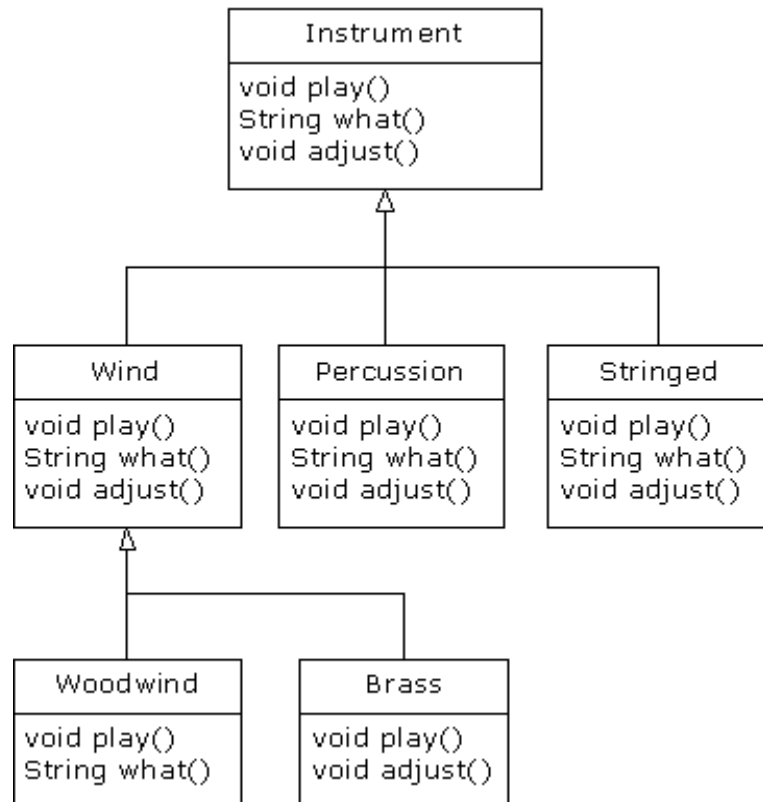 Instrument
void play()
String what()
void adjust()
Wind
void play()
String what()
void adjust()
Percussion
void play()
String what()
void adjust()
Stringed
void play()
String what()
void adjust()
Woodwind
void play()
String what()
Brass
void play()
void adjust()